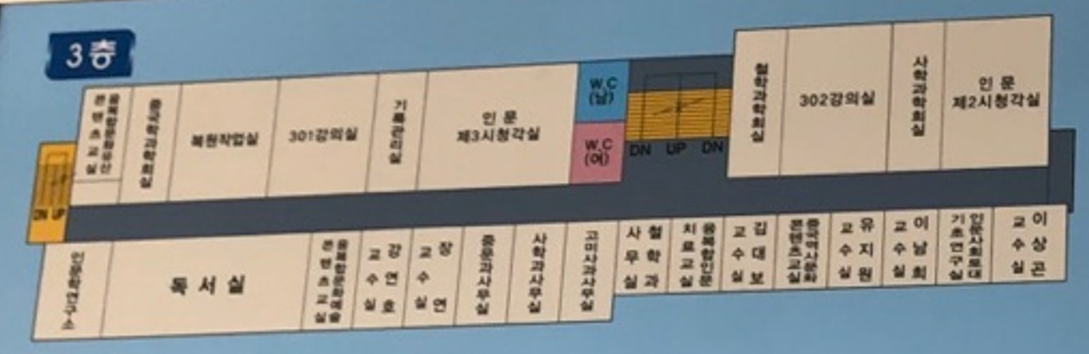 3층
융복합문화유산
콘텐츠교실
중국학과학회실
복원작업실
301강의실
기록관리실
인문
제3시청각실
W.C
(남)
W.C
(여)
DN UP DN
철학과학회실
302강의실
사학과학회실
인문
제2시청각실
DN UP
인문학연구소
독서실
융복합문화예술
콘텐츠교실
강연호
교수실
장연
교수실
중문과사무실
사학과사무실
고미사과사무실
철학과
사무실
융복합인문
치료교실
김대보
교수실
중국역사문화
콘텐츠교실
유지원
교수실
이남희
교수실
인문사회토대
기초연구실
이상곤
교수실